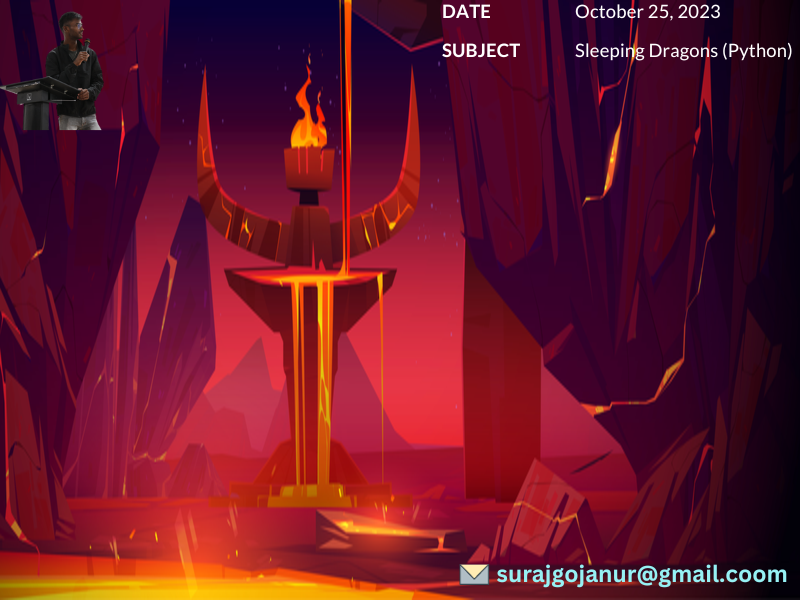 DATE October 25, 2023
SUBJECT Sleeping Dragons (Python)
surajgojanur@gmail.coom